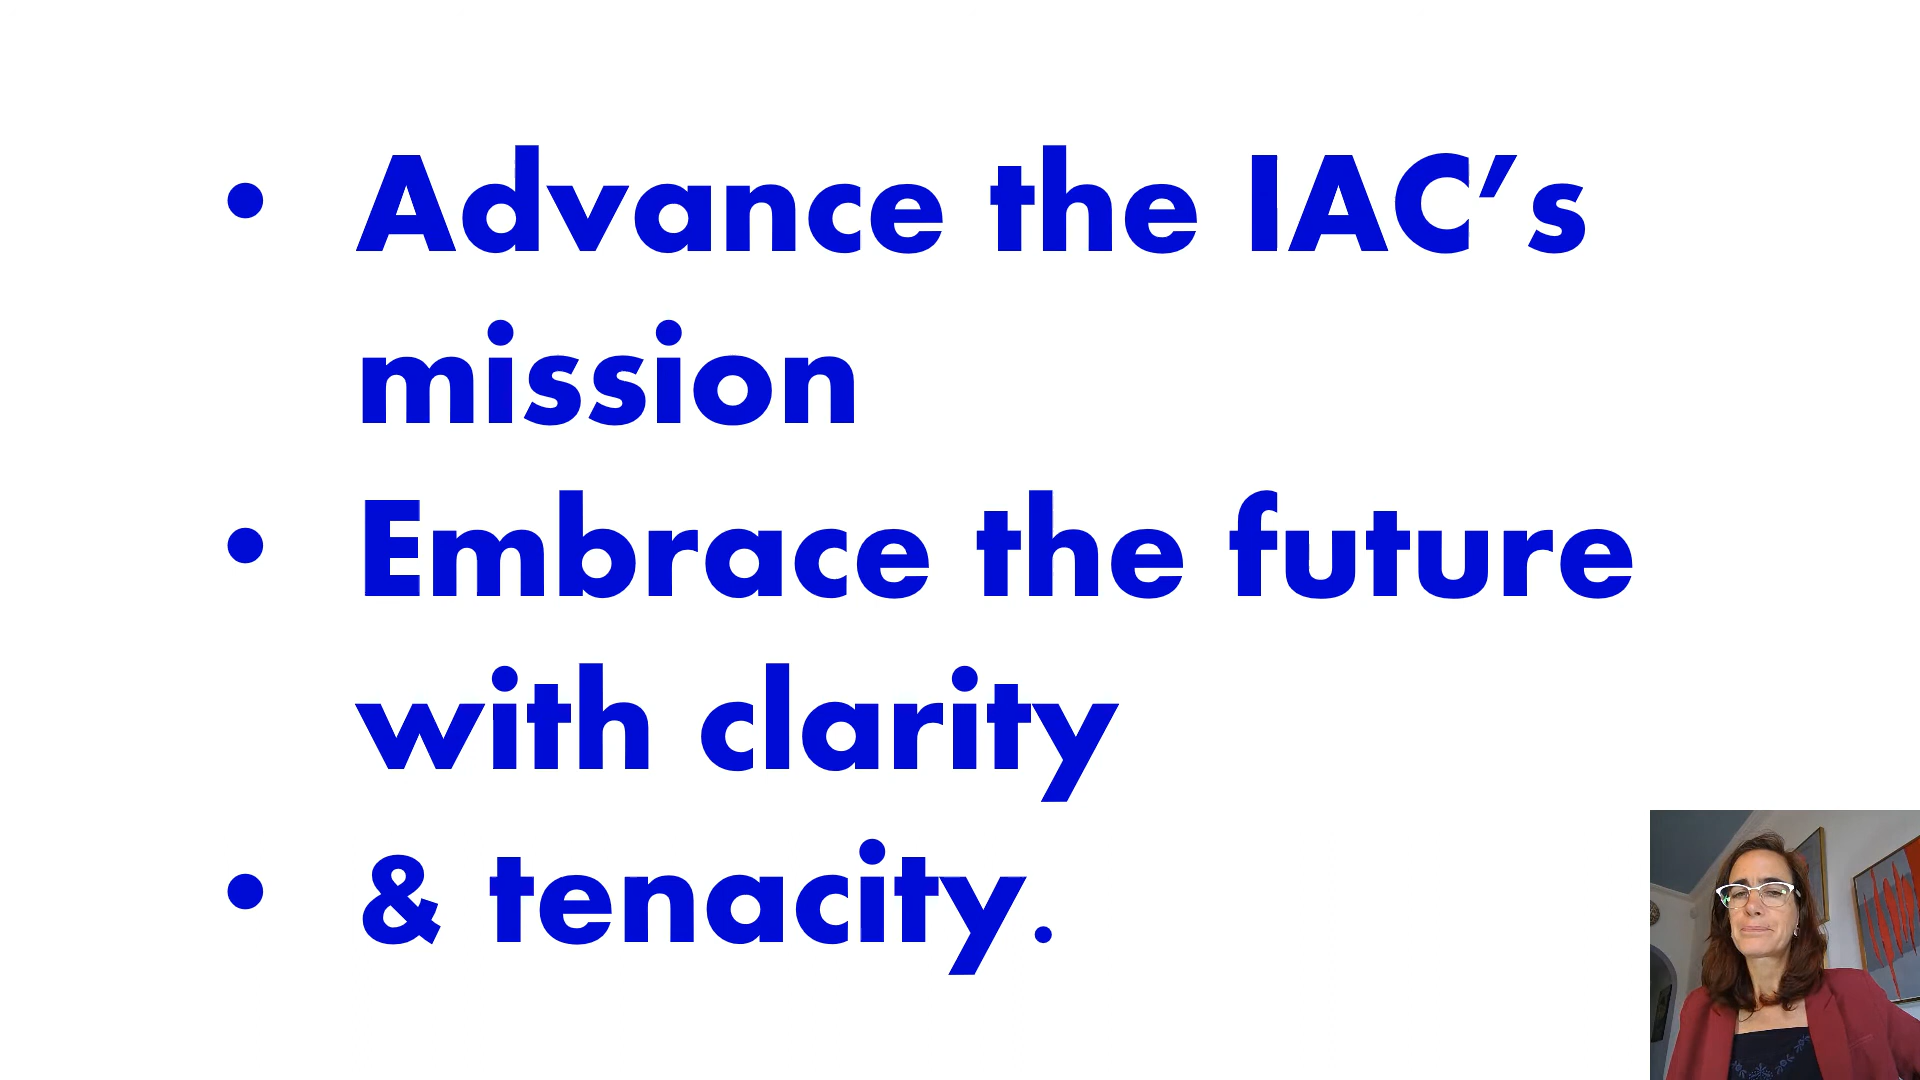 • Advance the IAC’s
mission
• Embrace the future
with clarity
• & tenacity.